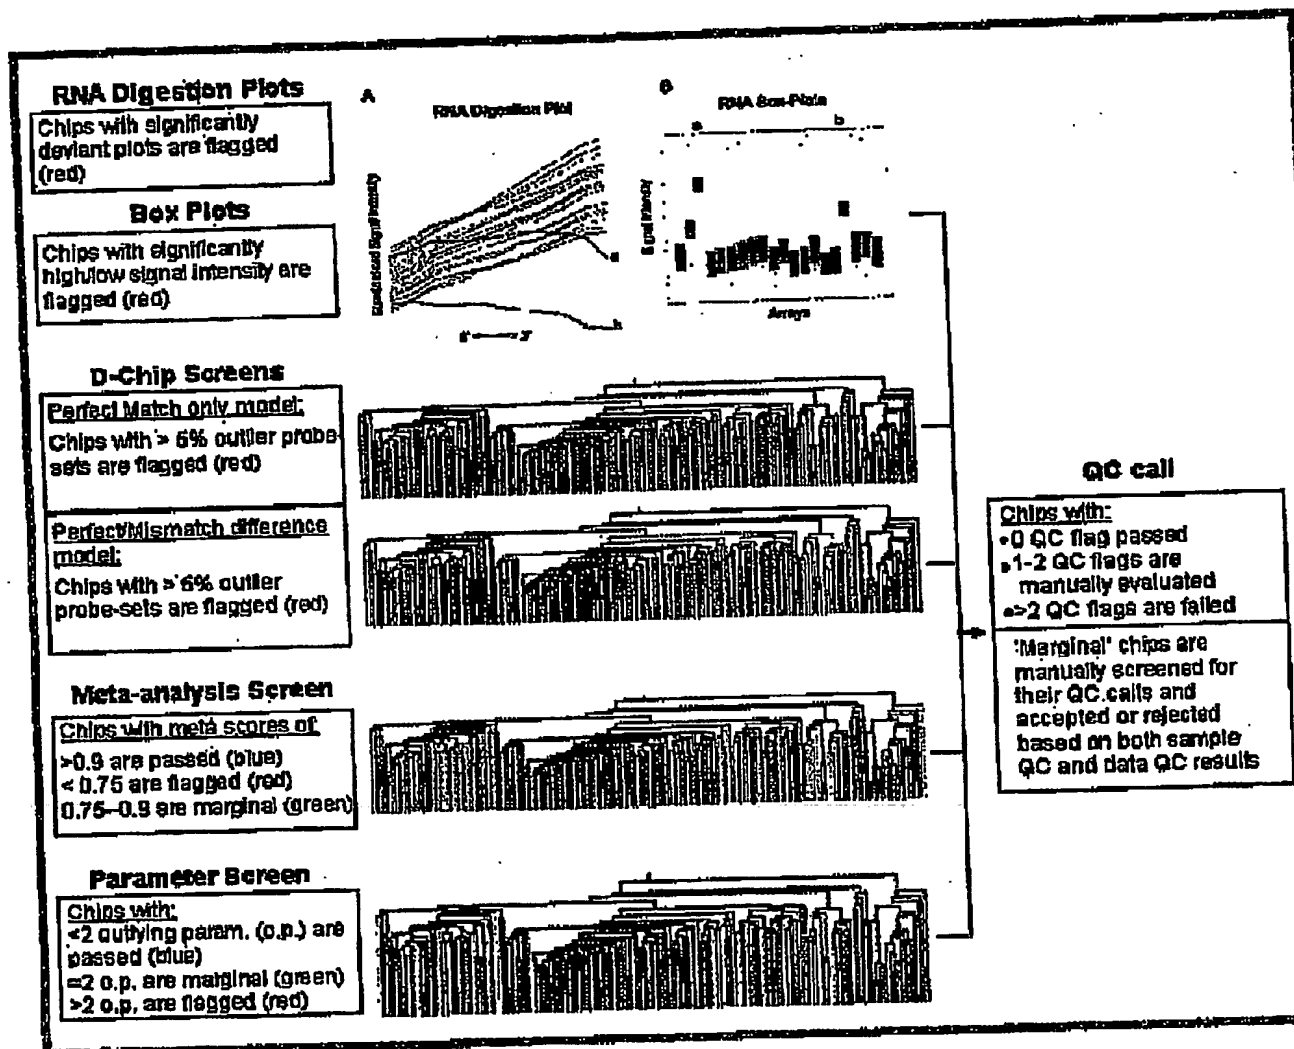 RNA Digestion Plots
Chips with significantly
deviant plots are flagged
(red)
Box Plots
Chips with significantly
high/low signal intensity are
flagged (red)
A
RNA Digestion Plot
a
b
5' 3'
B
RNA Box-Plots
a
b
Signal Intensity
Arrays
D-Chip Screens
Perfect Match only model:
Chips with > 5% outlier probe
sets are flagged (red)
Perfect/Mismatch difference
model:
Chips with > 5% outlier
probe-sets are flagged (red)
Meta-analysis Screen
Chips with meta scores of:
>0.9 are passed (blue)
< 0.75 are flagged (red)
0.75–0.9 are marginal (green)
Parameter Screen
Chips with:
<2 outlying param. (o.p.) are
passed (blue)
=2 o.p. are marginal (green)
>2 o.p. are flagged (red)
QC call
Chips with:
•0 QC flag passed
•1-2 QC flags are
manually evaluated
•>2 QC flags are failed
'Marginal' chips are
manually screened for
their QC calls and
accepted or rejected
based on both sample
QC and data QC results